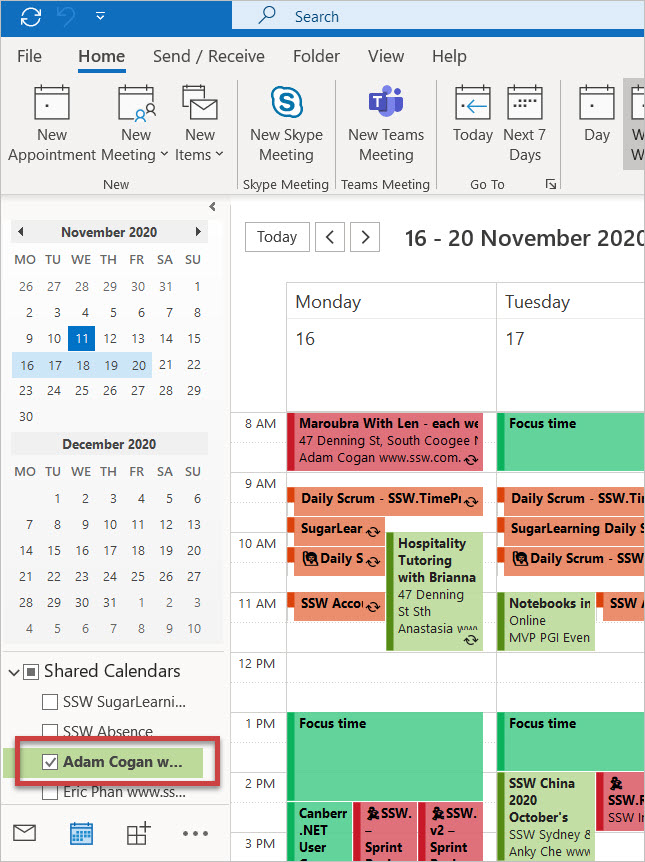 Search
File Home Send / Receive Folder View Help
New Appointment
New Meeting
New Items
New Skype Meeting
New Teams Meeting
Today
Next 7 Days
Day
New
Skype Meeting
Teams Meeting
Go To
November 2020
MO TU WE TH FR SA SU
26 27 28 29 30 31 1
2 3 4 5 6 7 8
9 10 11 12 13 14 15
16 17 18 19 20 21 22
23 24 25 26 27 28 29
30
December 2020
MO TU WE TH FR SA SU
1 2 3 4 5 6
7 8 9 10 11 12 13
14 15 16 17 18 19 20
21 22 23 24 25 26 27
28 29 30 31 1 2 3
4 5 6 7 8 9 10
Shared Calendars
SSW SugarLearni...
SSW Absence
Adam Cogan w...
Eric Phan www.ss...
Today
16 - 20 November 2020
Monday
16
Tuesday
17
8 AM
9 AM
10 AM
11 AM
12 PM
1 PM
2 PM
3 PM
Maroubra With Len - each we
47 Denning St, South Coogee
Adam Cogan www.ssw.com.
Daily Scrum - SSW.TimePr
SugarLear
Daily S
SSW Accou
Hospitality
Tutoring
with Brianna
47 Denning
St Sth
Anastasia www
Focus time
Canberr
.NET
User
SSW.
–
Sprint
SSW.
v2 –
Sprint
Focus time
Daily Scrum - SSW.Tim
SugarLearning Daily S
Daily Scrum - SSW
Notebooks in
Online
MVP PGI Even
SSW A
Focus time
SSW China
2020
October's
SSW Sydney &
Anky Che www
SSW.R
SSW In